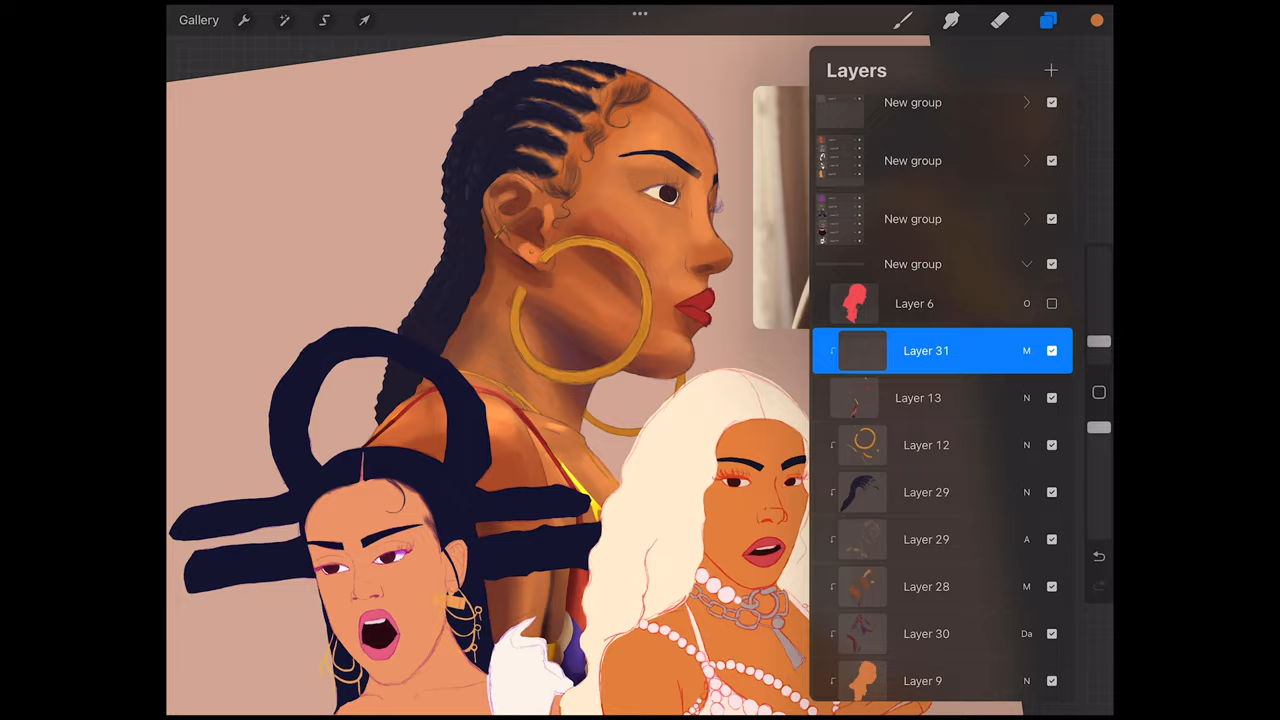 Gallery
Layers
New group
New group
New group
New group
Layer 6 O
Layer 31 M
Layer 13 N
Layer 12 N
Layer 29 N
Layer 29 A
Layer 28 M
Layer 30 Da
Layer 9 N